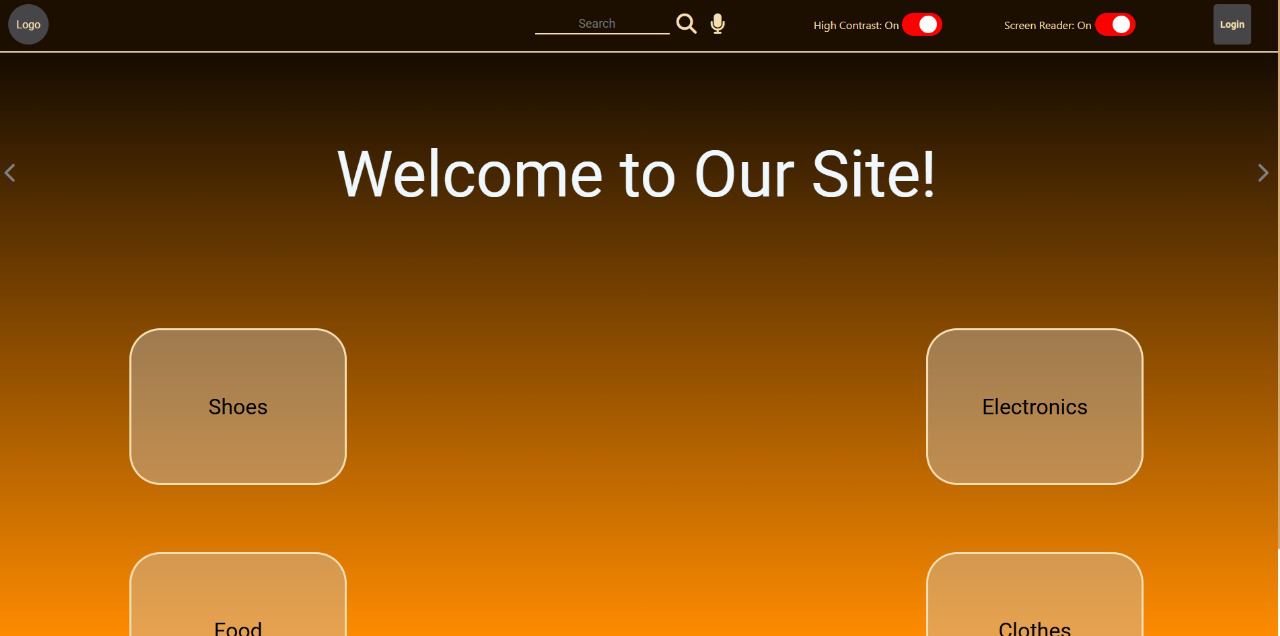 Logo
Search
High Contrast: On
Screen Reader: On
Login
Welcome to Our Site!
Shoes
Electronics
Food
Clothes